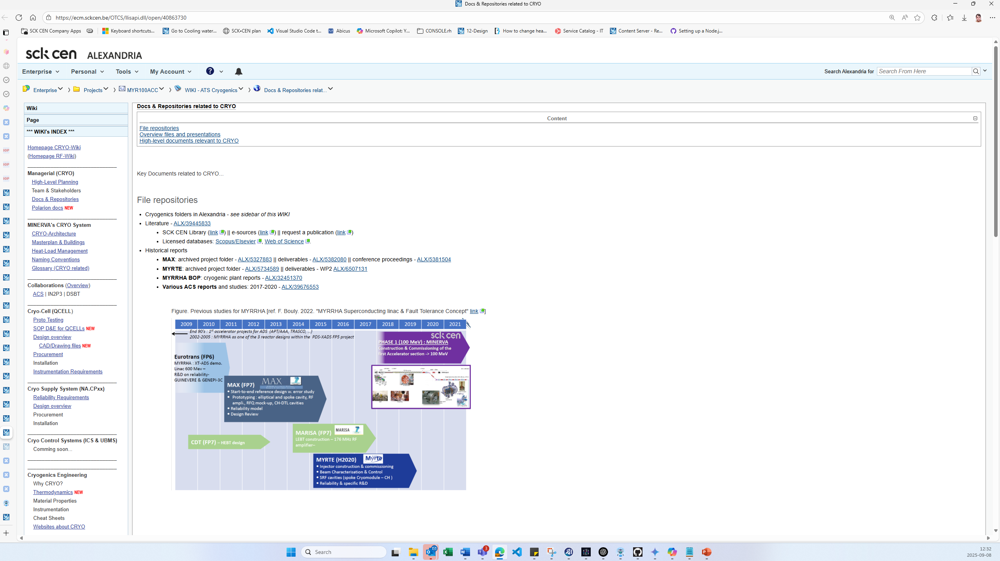 Docs & Repositories related to CRYO
https://ecm.sckcen.be/OTCS/llisapi.dll/open/40863730
SCK CEN Company Apps
Keyboard shortcuts...
Go to Cooling water...
SCK•CEN plan
Visual Studio Code t...
Abicus
Microsoft Copilot: Y...
CONSOLE.rh
12-Design
How to change hea...
Service Catalog - IT
Content Server - Re...
Setting up a Node.j...
sck cen ALEXANDRIA
Enterprise Personal Tools My Account ?
Search Alexandria for Search From Here
Enterprise › Projects › MYR100ACC › WIKI - ATS Cryogenics › Docs & Repositories relat...
Wiki
Page
*** WIKI's INDEX ***
Homepage CRYO-Wiki
(Homepage RF-Wiki)
Managerial (CRYO)
High-Level Planning
Team & Stakeholders
Docs & Repositories
Polarion docs NEW
MINERVA's CRYO System
CRYO-Architecture
Masterplan & Buildings
Heat-Load Management
Naming Conventions
Glossary (CRYO related)
Collaborations (Overview)
ACS | IN2P3 | DSBT
Cryo-Cell (QCELL)
Proto Testing
SOP D&E for QCELLs NEW
Design overview
CAD/Drawing files NEW
Procurement
Installation
Instrumentation Requirements
Cryo Supply System (NA.CPxx)
Reliability Requirements
Design overview
Procurement
Installation
Cryo Control Systems (ICS & UBMS)
Comming soon...
Cryogenics Engineering
Why CRYO?
Thermodynamics NEW
Material Properties
Instrumentation
Cheat Sheets
Websites about CRYO
Docs & Repositories related to CRYO
Content
File repositories
Overview files and presentations
High-level documents relevant to CRYO
Key Documents related to CRYO...
File repositories
• Cryogenics folders in Alexandria - see sidebar of this WIKI
• Literature - ALX/39445833
• SCK CEN Library (link) || e-sources (link) || request a publication (link)
• Licensed databases: Scopus/Elsevier, Web of Science.
• Historical reports
• MAX: archived project folder - ALX/5327883 || deliverables - ALX/5382080 || conference proceedings - ALX/5381504
• MYRTE: archived project folder - ALX/5734589 || deliverables - WP2 ALX/6507131
• MYRRHA BOP: cryogenic plant reports - ALX/32451370
• Various ACS reports and studies: 2017-2020 - ALX/39676553
Figure. Previous studies for MYRRHA [ref. F. Bouly. 2022. "MYRRHA Superconducting linac & Fault Tolerance Concept" link]
2009 2010 2011 2012 2013 2014 2015 2016 2017 2018 2019 2020 2021
End 90's : 1st accelerator projects for ADS (APT/AAA, TRASCO, ...)
2002-2005 : MYRRHA as one of the 3 reactor designs within the PDS-XADS FP5 project
sck cen
PHASE 1 (100 MeV) : MINERVA
Construction & Commissioning of the
first Accelerator section -> 100 MeV
Eurotrans (FP6)
MYRRHA : XT-ADS demo.
Linac 600 Mev –
R&D on reliability-
GUINEVERE & GENEPI-3C
MAX (FP7) MAX
• Start-to-end reference design w. error study
• Prototyping : elliptical and spoke cavity, RF
ampli., RFQ mock-up, CH-DTL cavities
• Reliability model
• Design Review
MARISA (FP7) MARISA
LEBT construction – 176 MHz RF
amplifier–
CDT (FP7) – HEBT design
MYRTE (H2020) Myrte
• Injector construction & commissioning
• Beam Characterisation & Control
• SRF cavities (spoke Cryomodule – CH )
• Reliability & specific R&D
Search
3
12:32
2025-09-08